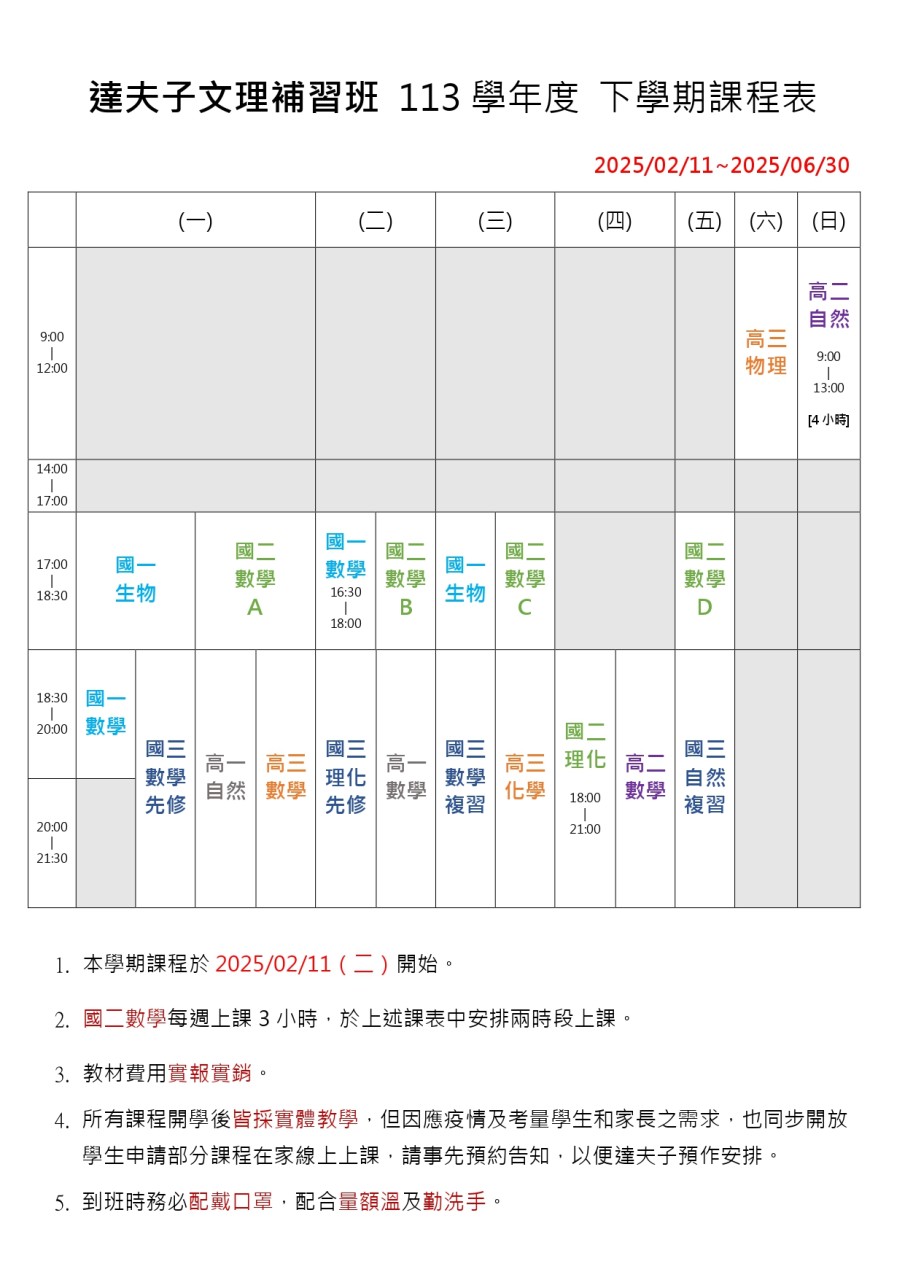 達夫子文理補習班 113 學年度 下學期課程表
2025/02/11~2025/06/30
(一) (二) (三) (四) (五) (六) (日)
9:00
|
12:00
高三
物理
高二
自然
9:00
|
13:00
[4 小時]
14:00
|
17:00
17:00
|
18:30
國一
生物
國二
數學
A
國一
數學
16:30
|
18:00
國二
數學
B
國一
生物
國二
數學
C
國二
數學
D
18:30
|
20:00
國一
數學
國三
數學
先修
高一
自然
高三
數學
國三
理化
先修
高一
數學
國三
數學
複習
高三
化學
國二
理化
18:00
|
21:00
高二
數學
國三
自然
複習
20:00
|
21:30
1. 本學期課程於 2025/02/11（二）開始。
2. 國二數學每週上課 3 小時，於上述課表中安排兩時段上課。
3. 教材費用實報實銷。
4. 所有課程開學後皆採實體教學，但因應疫情及考量學生和家長之需求，也同步開放
學生申請部分課程在家線上上課，請事先預約告知，以便達夫子預作安排。
5. 到班時務必配戴口罩，配合量額溫及勤洗手。